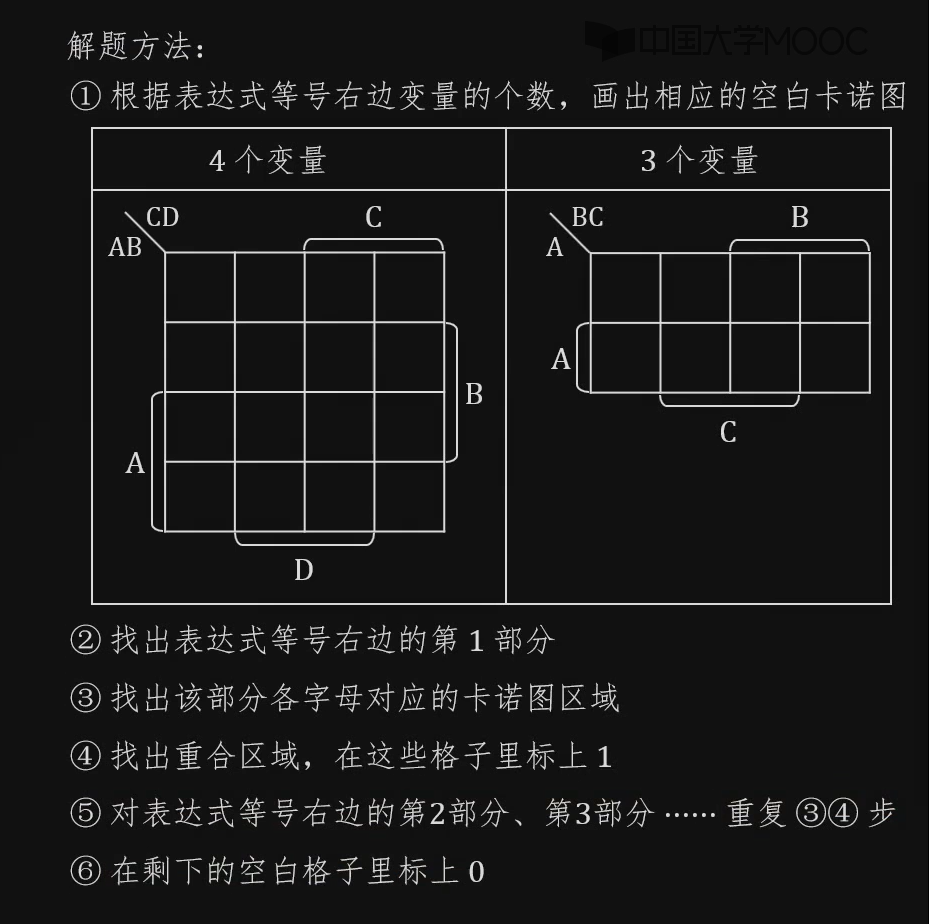 中国大学MOOC
解题方法：
① 根据表达式等号右边变量的个数，画出相应的空白卡诺图
4 个变量
3 个变量
CD
AB
C
B
A
D
BC
A
B
A
C
② 找出表达式等号右边的第 1 部分
③ 找出该部分各字母对应的卡诺图区域
④ 找出重合区域，在这些格子里标上 1
⑤ 对表达式等号右边的第2部分、第3部分 …… 重复 ③④ 步
⑥ 在剩下的空白格子里标上 0